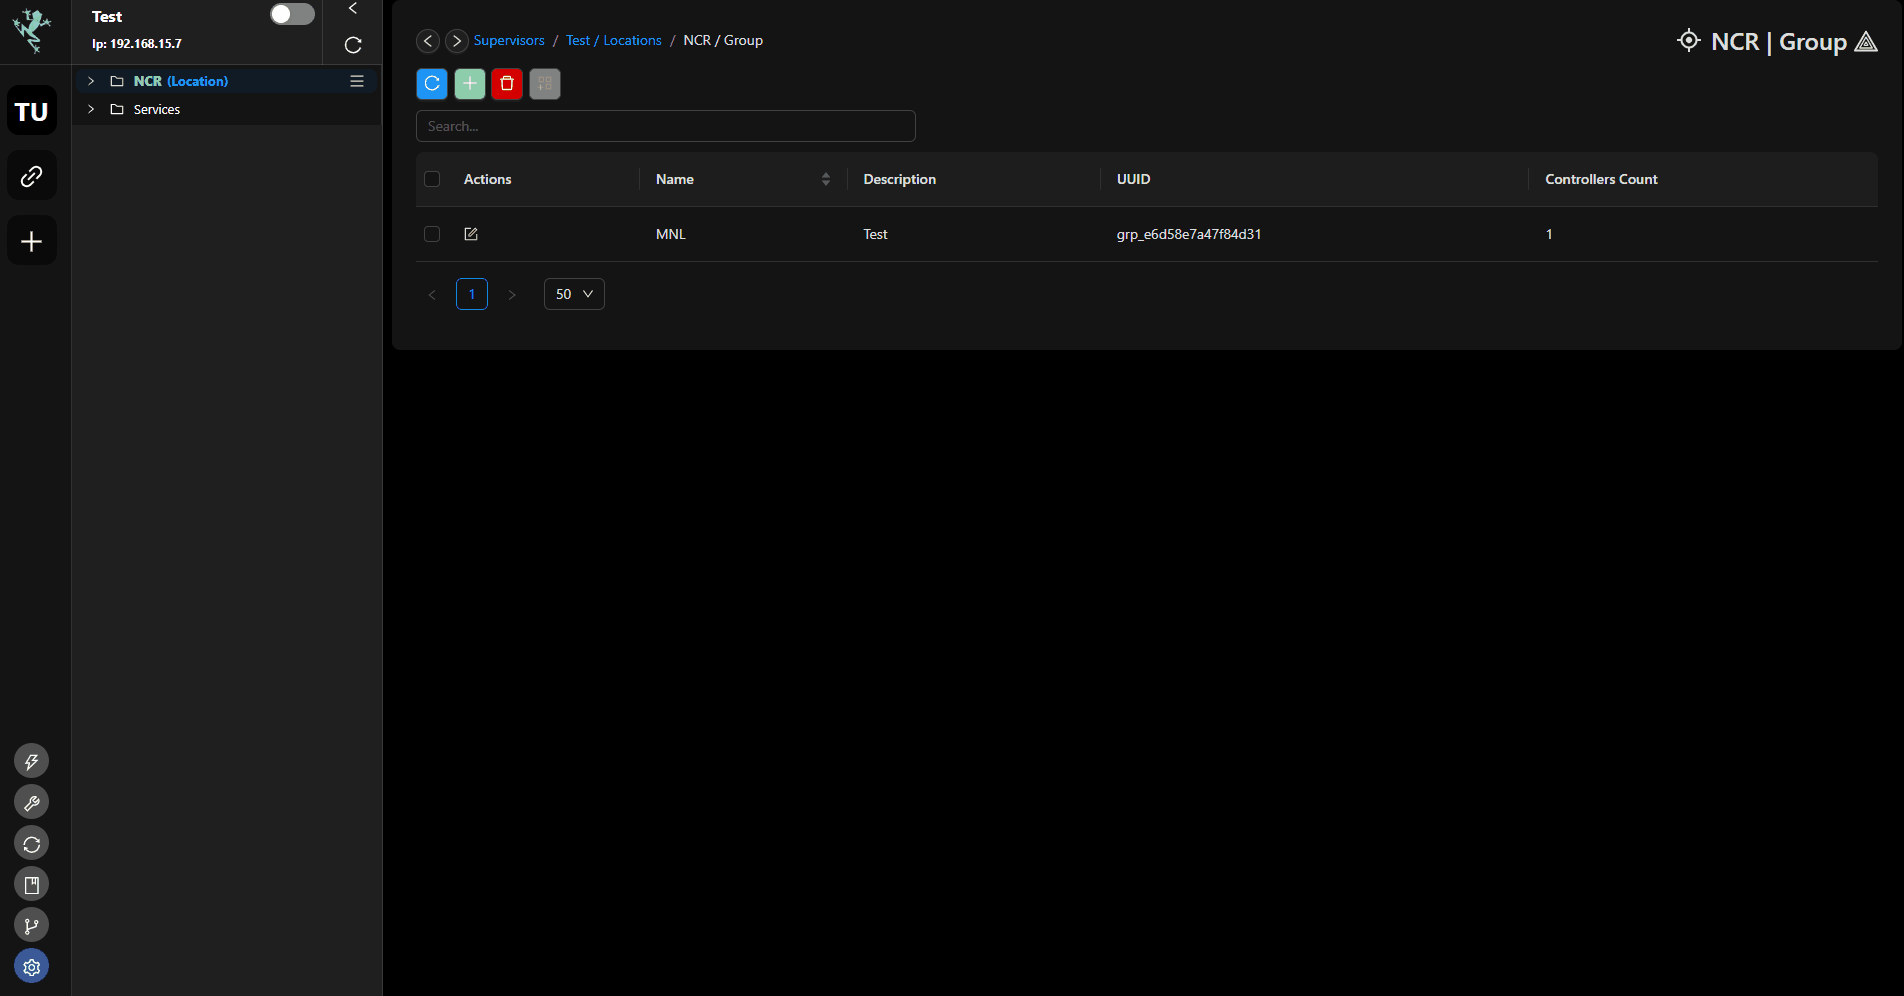 Test
Ip: 192.168.15.7
TU
NCR (Location)
Services
Supervisors / Test / Locations / NCR / Group
NCR | Group
Search...
Actions Name Description UUID Controllers Count
MNL Test grp_e6d58e7a47f84d31 1
1 50